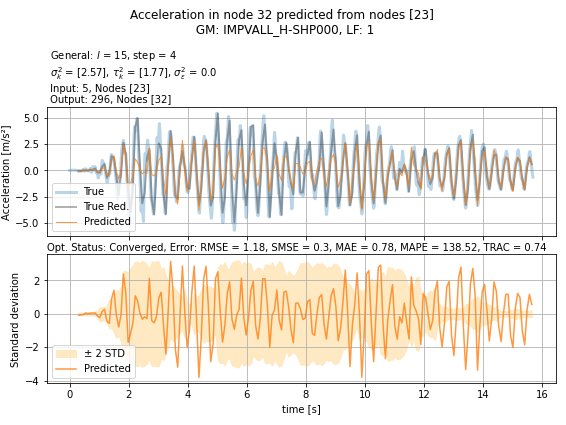 Acceleration in node 32 predicted from nodes [23]
GM: IMPVALL_H-SHP000, LF: 1
General: l = 15, step = 4
σ²ₖ = [2.57], τ²ₖ = [1.77], σ²ε = 0.0
Input: 5, Nodes [23]
Output: 296, Nodes [32]
Acceleration [m/s²]
5.0
2.5
0.0
−2.5
−5.0
True
True Red.
Predicted
Opt. Status: Converged, Error: RMSE = 1.18, SMSE = 0.3, MAE = 0.78, MAPE = 138.52, TRAC = 0.74
Standard deviation
2
0
−2
−4
± 2 STD
Predicted
0 2 4 6 8 10 12 14 16
time [s]